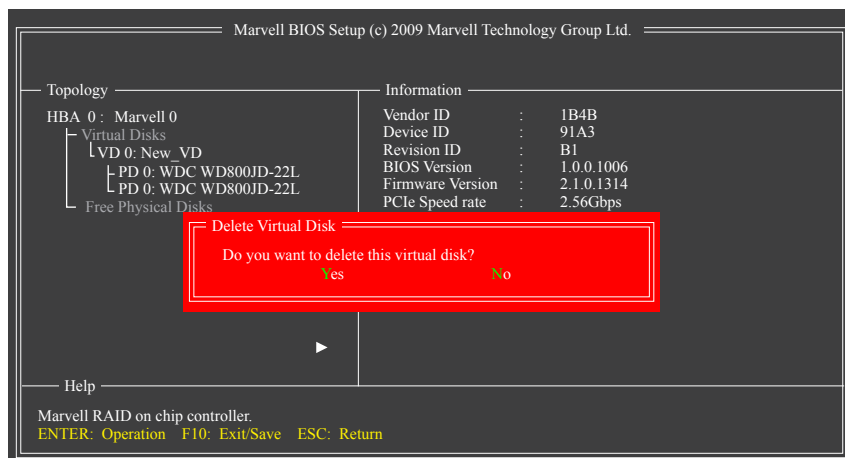 Marvell BIOS Setup (c) 2009 Marvell Technology Group Ltd.
Topology
HBA 0 : Marvell 0
Virtual Disks
VD 0: New_VD
PD 0: WDC WD800JD-22L
PD 0: WDC WD800JD-22L
Free Physical Disks
Information
Vendor ID : 1B4B
Device ID : 91A3
Revision ID : B1
BIOS Version : 1.0.0.1006
Firmware Version : 2.1.0.1314
PCIe Speed rate : 2.56Gbps
Delete Virtual Disk
Do you want to delete this virtual disk?
Yes No
Help
Marvell RAID on chip controller.
ENTER: Operation F10: Exit/Save ESC: Return